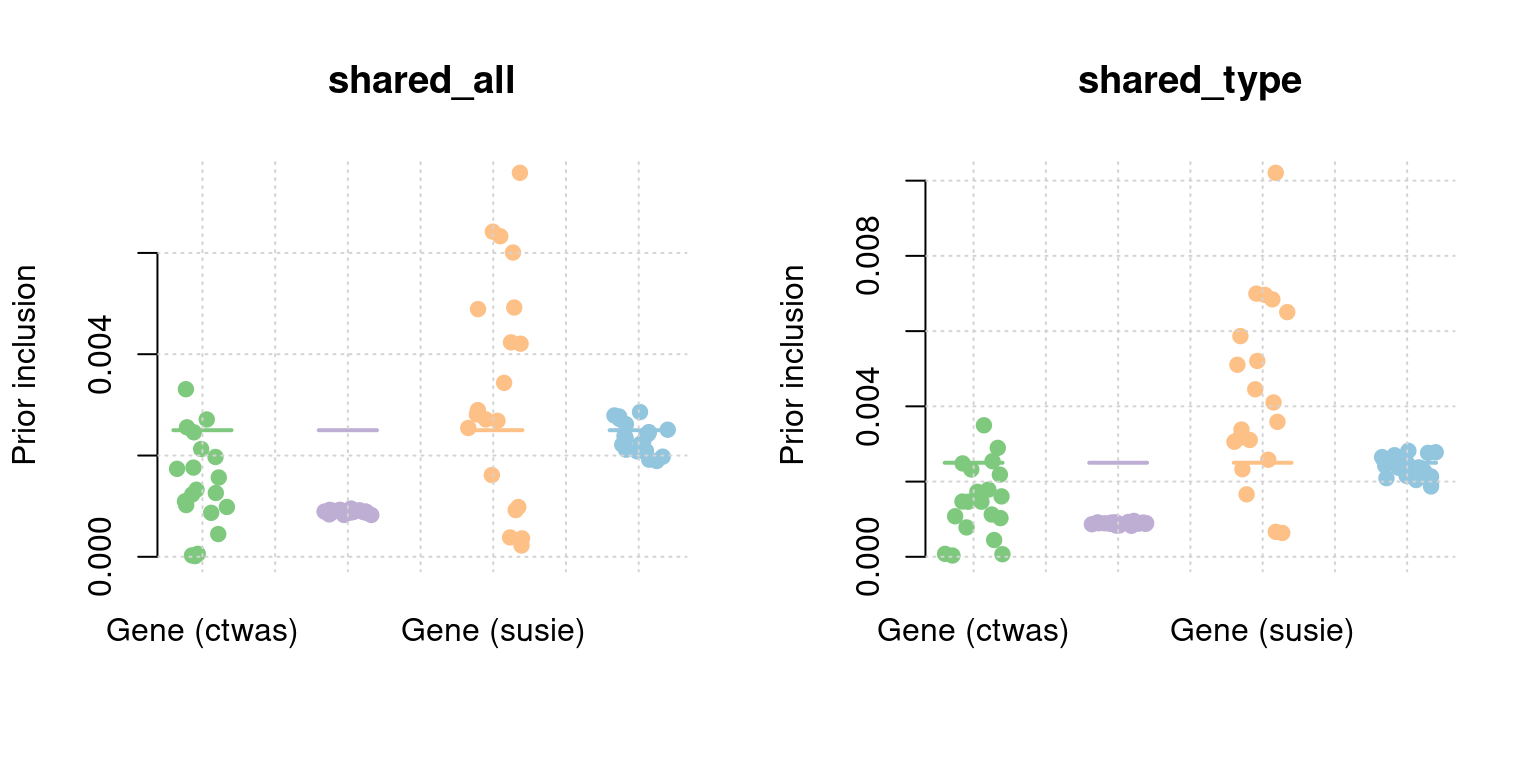 shared_all
Prior inclusion
0.004
0.000
Gene (ctwas) Gene (susie)
shared_type
Prior inclusion
0.008
0.004
0.000
Gene (ctwas) Gene (susie)